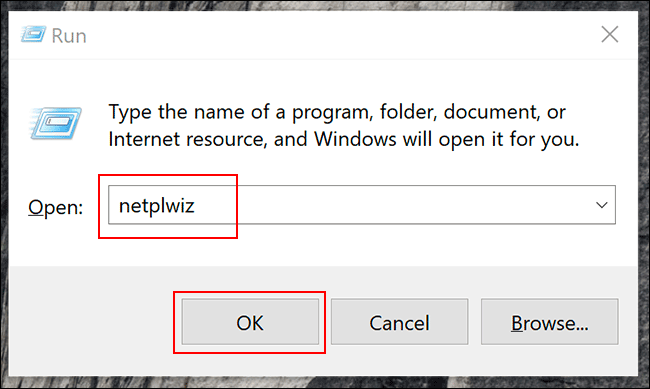 Run
Type the name of a program, folder, document, or
Internet resource, and Windows will open it for you.
Open: netplwiz
OK Cancel Browse...